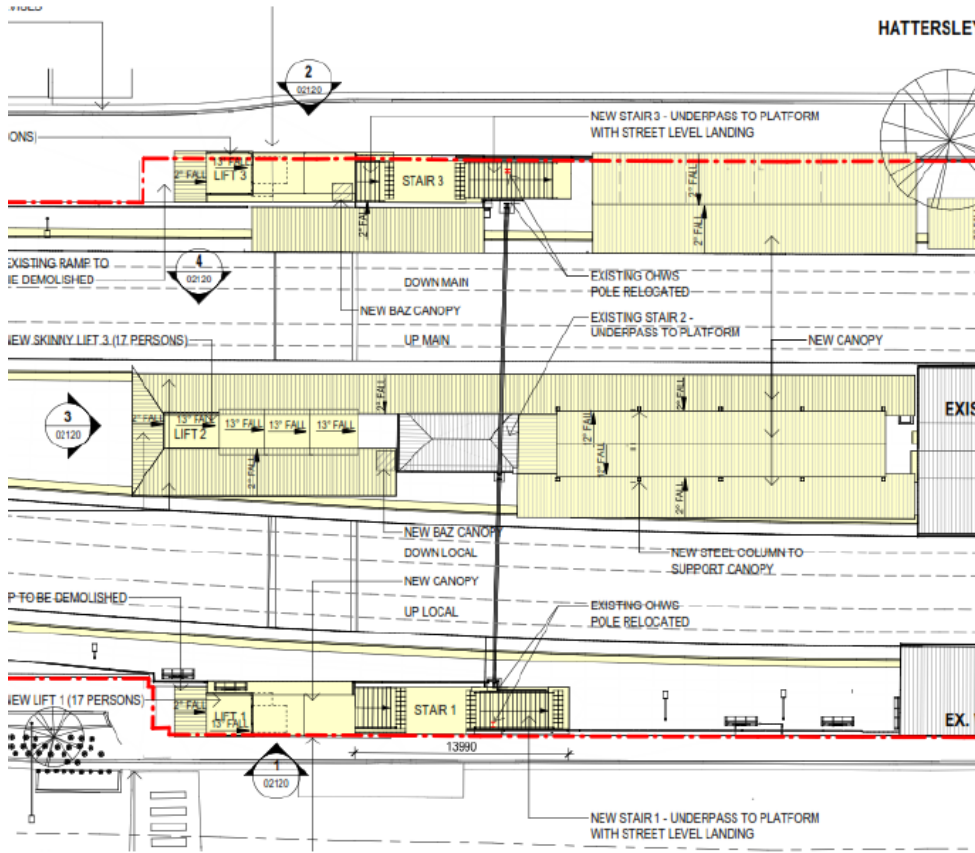 HATTERSLEY
2
02120
NEW STAIR 3 - UNDERPASS TO PLATFORM
WITH STREET LEVEL LANDING
ONS)
13° FALL
LIFT 3
2° FALL
STAIR 3
2° FALL
2° FALL
2° FALL
EXISTING RAMP TO
BE DEMOLISHED
4
02120
DOWN MAIN
EXISTING OHWS
POLE RELOCATED
NEW BAZ CANOPY
EXISTING STAIR 2 -
UNDERPASS TO PLATFORM
NEW SKINNY LIFT 3 (17 PERSONS)
UP MAIN
NEW CANOPY
3
02120
2° FALL
13° FALL
LIFT 2
13° FALL
13° FALL
13° FALL
2° FALL
2° FALL
2° FALL
2° FALL
2° FALL
2° FALL
EXIS
NEW BAZ CANOPY
DOWN LOCAL
NEW STEEL COLUMN TO
SUPPORT CANOPY
NEW CANOPY
P TO BE DEMOLISHED
UP LOCAL
EXISTING OHWS
POLE RELOCATED
NEW LIFT 1 (17 PERSONS)
2° FALL
LIFT 1
13° FALL
STAIR 1
EX.
13990
1
02120
NEW STAIR 1 - UNDERPASS TO PLATFORM
WITH STREET LEVEL LANDING